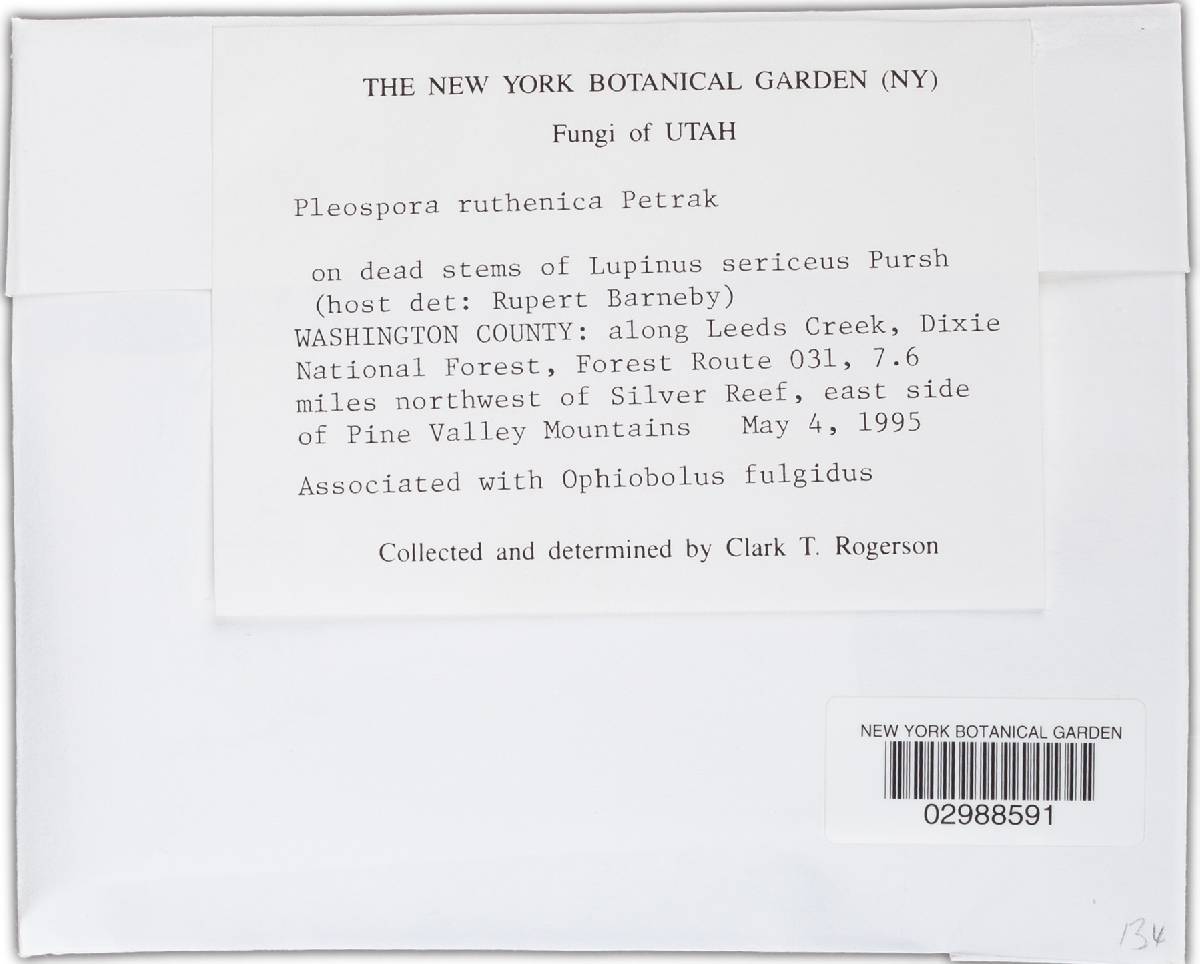 THE NEW YORK BOTANICAL GARDEN (NY)
Fungi of UTAH
Pleospora ruthenica Petrak
on dead stems of Lupinus sericeus Pursh
(host det: Rupert Barneby)
WASHINGTON COUNTY: along Leeds Creek, Dixie
National Forest, Forest Route 031, 7.6
miles northwest of Silver Reef, east side
of Pine Valley Mountains May 4, 1995
Associated with Ophiobolus fulgidus
Collected and determined by Clark T. Rogerson
NEW YORK BOTANICAL GARDEN
02988591
134